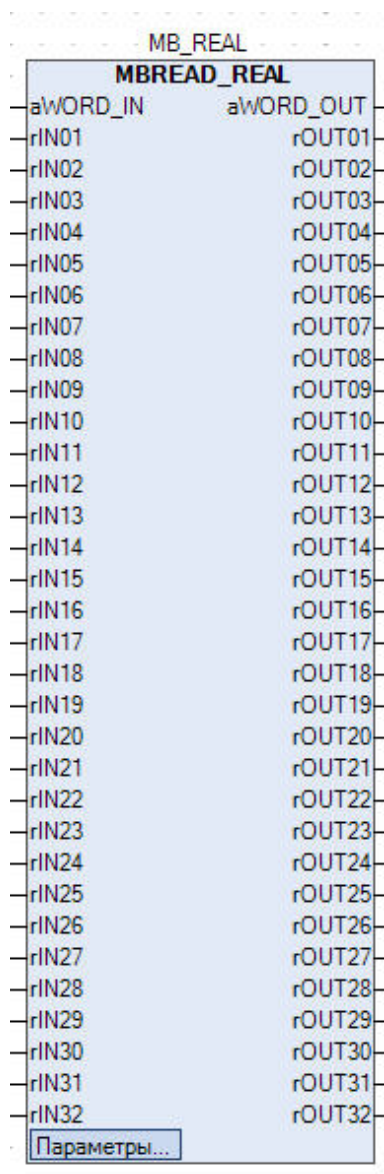 MB_REAL
MBREAD_REAL
aWORD_IN aWORD_OUT
rIN01 rOUT01
rIN02 rOUT02
rIN03 rOUT03
rIN04 rOUT04
rIN05 rOUT05
rIN06 rOUT06
rIN07 rOUT07
rIN08 rOUT08
rIN09 rOUT09
rIN10 rOUT10
rIN11 rOUT11
rIN12 rOUT12
rIN13 rOUT13
rIN14 rOUT14
rIN15 rOUT15
rIN16 rOUT16
rIN17 rOUT17
rIN18 rOUT18
rIN19 rOUT19
rIN20 rOUT20
rIN21 rOUT21
rIN22 rOUT22
rIN23 rOUT23
rIN24 rOUT24
rIN25 rOUT25
rIN26 rOUT26
rIN27 rOUT27
rIN28 rOUT28
rIN29 rOUT29
rIN30 rOUT30
rIN31 rOUT31
rIN32 rOUT32
Параметры...